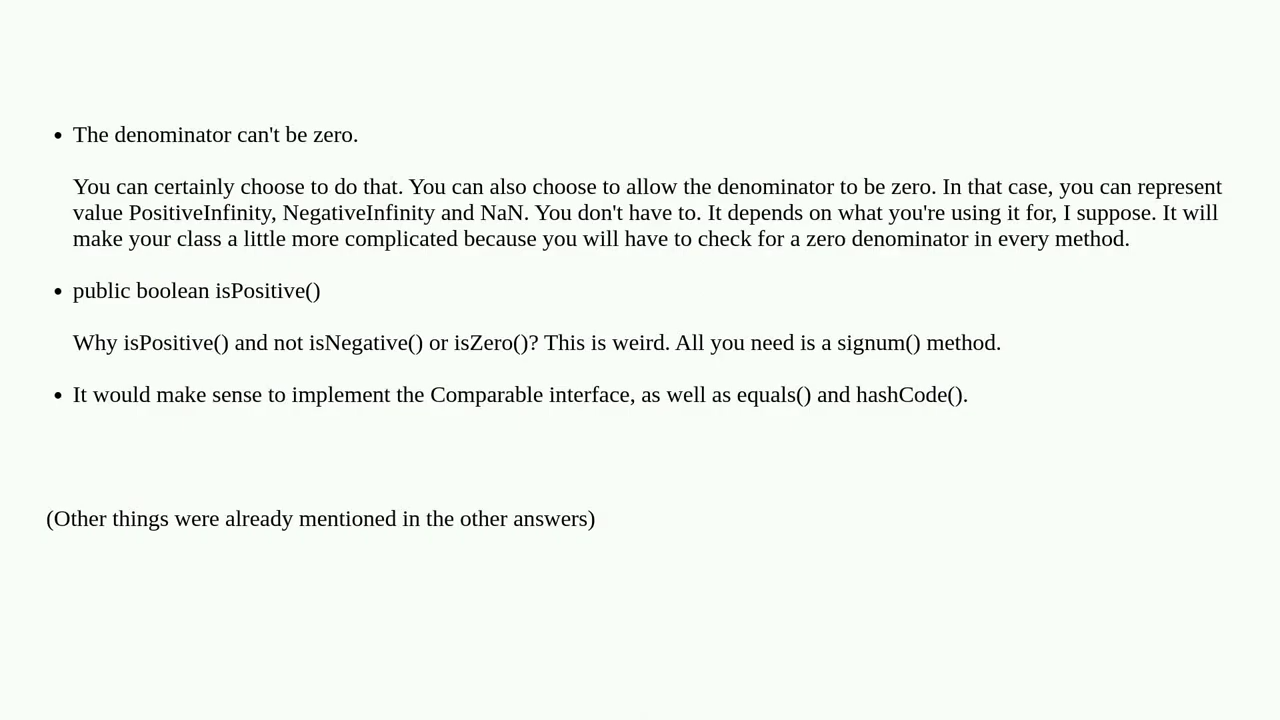 • The denominator can't be zero.
You can certainly choose to do that. You can also choose to allow the denominator to be zero. In that case, you can represent
value PositiveInfinity, NegativeInfinity and NaN. You don't have to. It depends on what you're using it for, I suppose. It will
make your class a little more complicated because you will have to check for a zero denominator in every method.
• public boolean isPositive()
Why isPositive() and not isNegative() or isZero()? This is weird. All you need is a signum() method.
• It would make sense to implement the Comparable interface, as well as equals() and hashCode().
(Other things were already mentioned in the other answers)